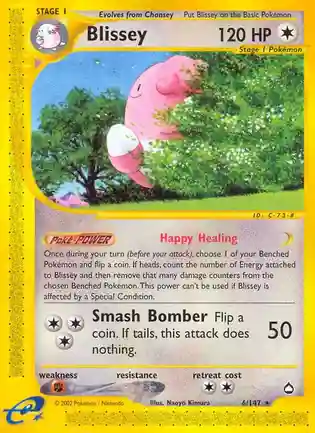 STAGE 1 Evolves from Chansey Put Blissey on the Basic Pokémon
Blissey 120 HP
Stage 1 Pokémon
ID: C-73-#
Poké-POWER Happy Healing
Once during your turn (before your attack), choose 1 of your Benched
Pokémon and flip a coin. If heads, count the number of Energy attached
to Blissey and then remove that many damage counters from the
chosen Benched Pokémon. This power can't be used if Blissey is
affected by a Special Condition.
Smash Bomber Flip a
coin. If tails, this attack does 50
nothing.
weakness resistance retreat cost
Illus. Naoyo Kimura 6/147
© 2002 Pokémon / Nintendo
e